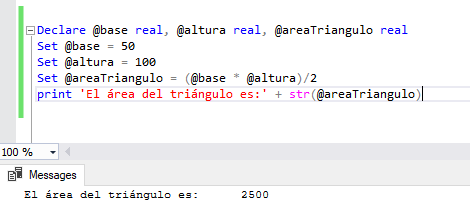 Declare @base real, @altura real, @areaTriangulo real
Set @base = 50
Set @altura = 100
Set @areaTriangulo = (@base * @altura)/2
print 'El área del triángulo es:' + str(@areaTriangulo)
100 %
Messages
El área del triángulo es:      2500